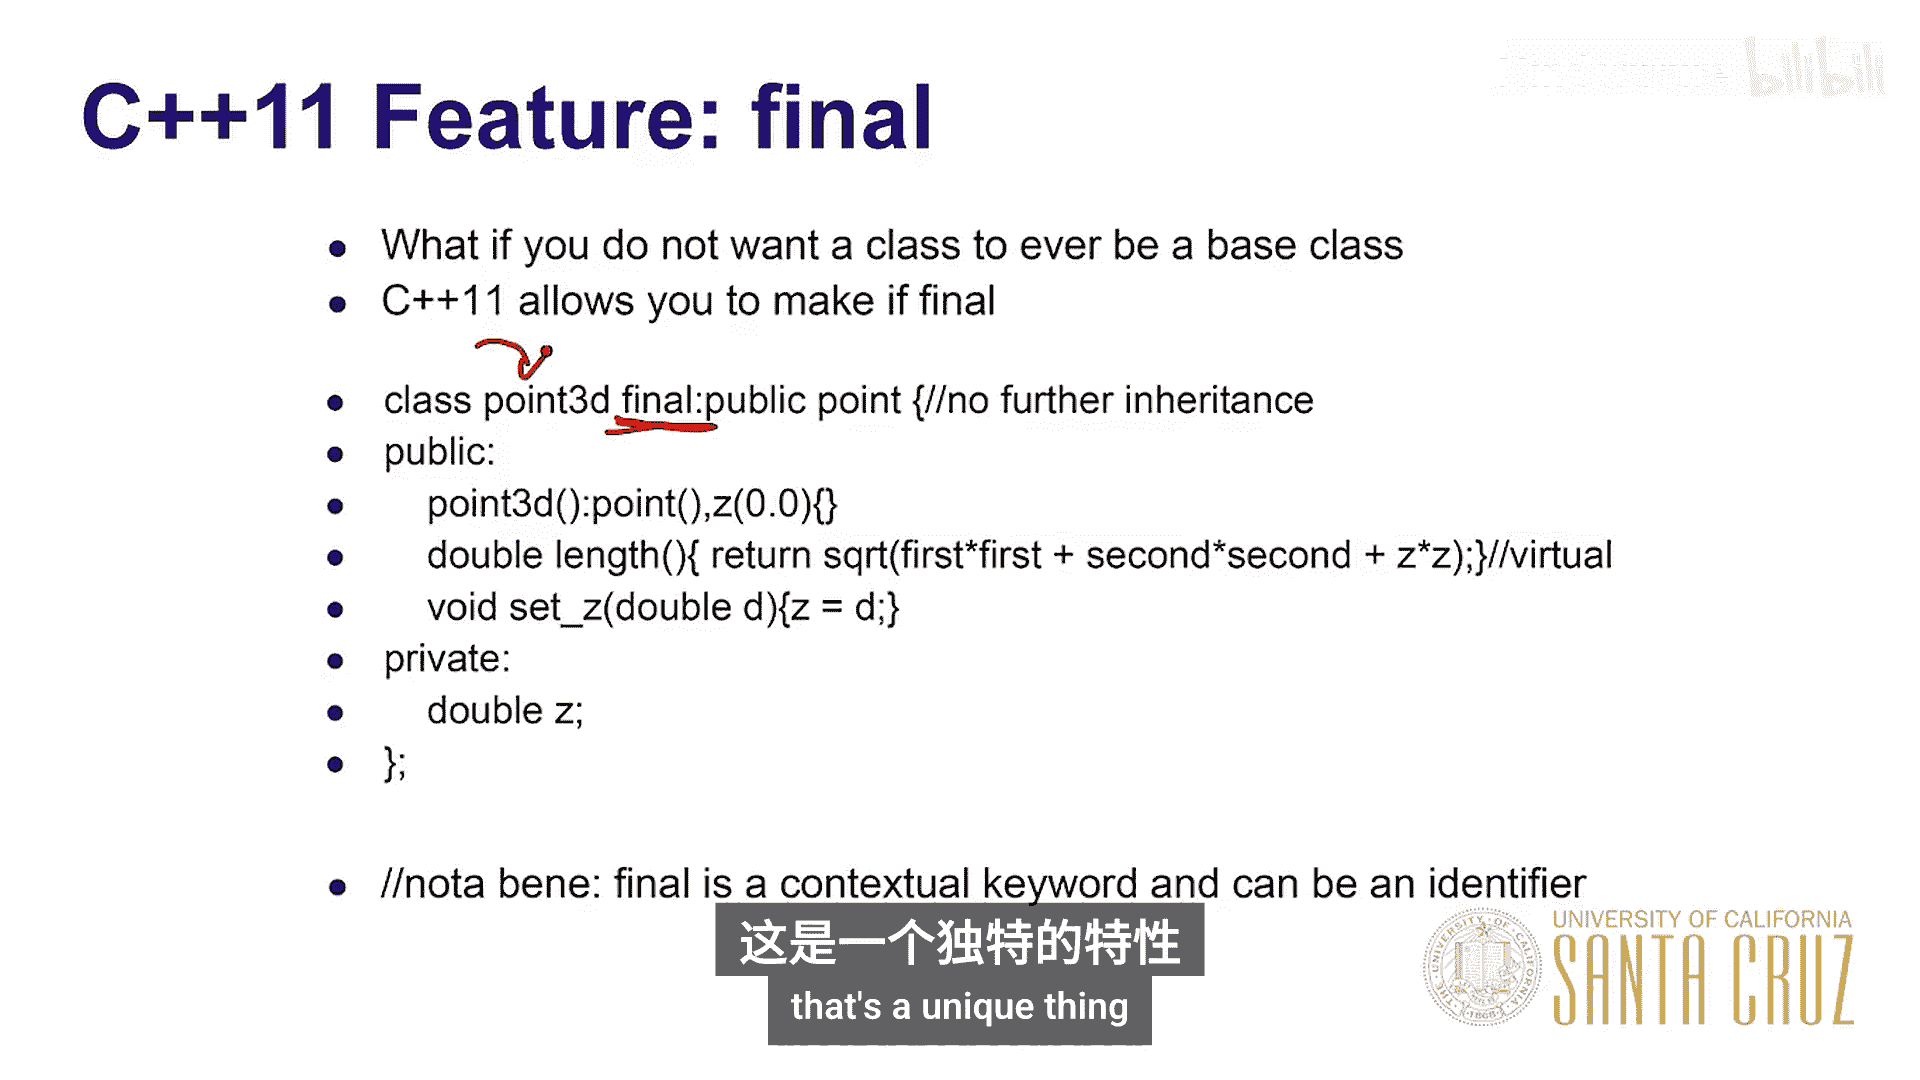 bilibili
C++11 Feature: final
● What if you do not want a class to ever be a base class
● C++11 allows you to make if final
● class point3d final:public point {//no further inheritance
● public:
● point3d():point(),z(0.0){}
● double length(){ return sqrt(first*first + second*second + z*z);}//virtual
● void set_z(double d){z = d;}
● private:
● double z;
● };
● //nota bene: final is a contextual keyword and can be an identifier
这是一个独特的特性
that's a unique thing
UNIVERSITY OF CALIFORNIA
SANTA CRUZ